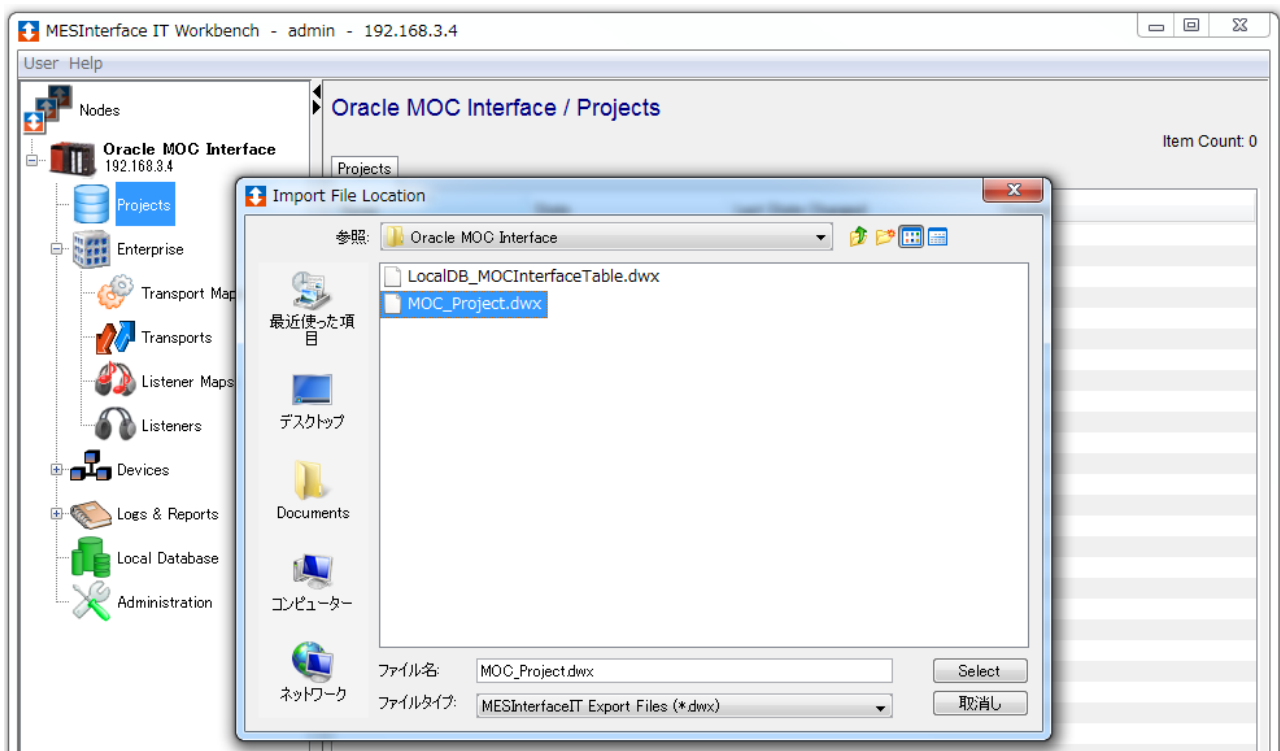 MESInterface IT Workbench - admin - 192.168.3.4
User Help
Nodes
Oracle MOC Interface
192.168.3.4
Projects
Enterprise
Transport Map
Transports
Listener Maps
Listeners
Devices
Logs & Reports
Local Database
Administration
Oracle MOC Interface / Projects
Item Count: 0
Projects
Import File Location
参照:
Oracle MOC Interface
最近使った項
目
デスクトップ
Documents
コンピューター
ネットワーク
LocalDB_MOCInterfaceTable.dwx
MOC_Project.dwx
ファイル名:
MOC_Project.dwx
Select
ファイルタイプ:
MESInterfaceIT Export Files (*.dwx)
取消し